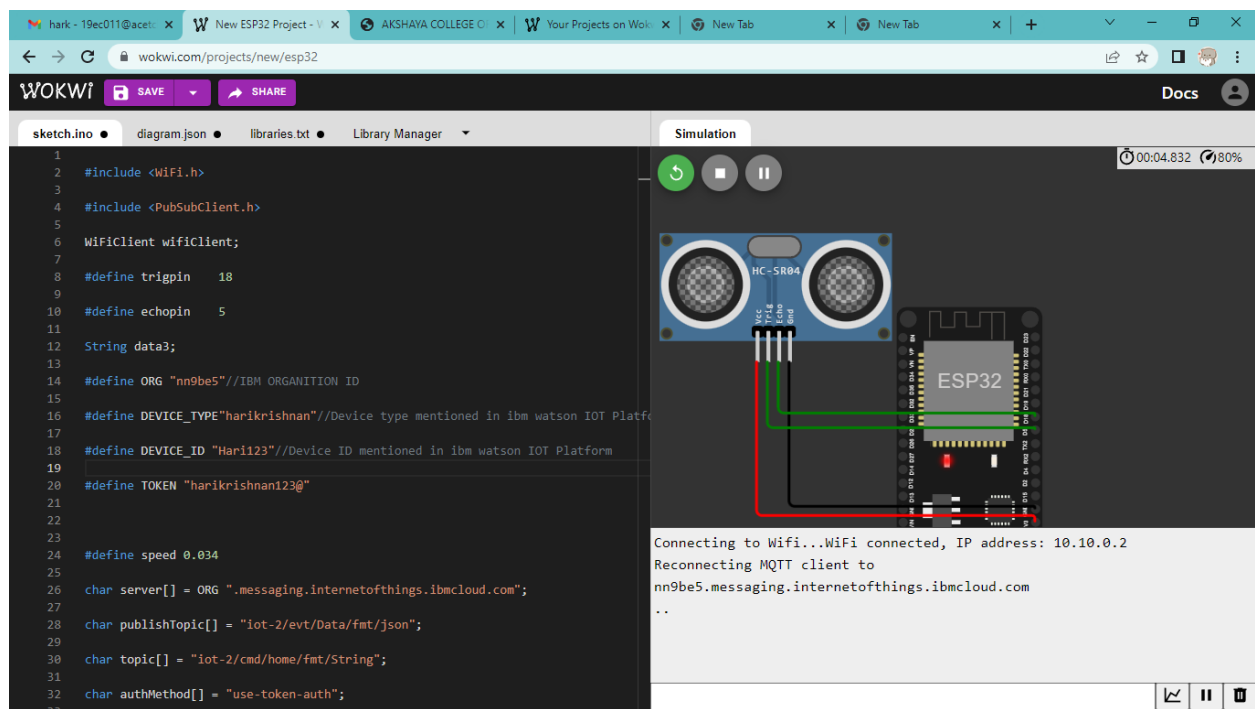 hark - 19ec011@acetc
New ESP32 Project - W
AKSHAYA COLLEGE OF
Your Projects on Wok
New Tab
New Tab
wokwi.com/projects/new/esp32
WOKWi
SAVE
SHARE
Docs
sketch.ino
diagram.json
libraries.txt
Library Manager
Simulation
00:04.832
80%
1
2 #include <WiFi.h>
3
4 #include <PubSubClient.h>
5
6 WiFiClient wifiClient;
7
8 #define trigpin 18
9
10 #define echopin 5
11
12 String data3;
13
14 #define ORG "nn9be5"//IBM ORGANITION ID
15
16 #define DEVICE_TYPE"harikrishnan"//Device type mentioned in ibm watson IOT Platfo
17
18 #define DEVICE_ID "Hari123"//Device ID mentioned in ibm watson IOT Platform
19
20 #define TOKEN "harikrishnan123@"
21
22
23
24 #define speed 0.034
25
26 char server[] = ORG ".messaging.internetofthings.ibmcloud.com";
27
28 char publishTopic[] = "iot-2/evt/Data/fmt/json";
29
30 char topic[] = "iot-2/cmd/home/fmt/String";
31
32 char authMethod[] = "use-token-auth";
HC-SR04
Vcc
Trig
Echo
Gnd
ESP32
Connecting to Wifi...WiFi connected, IP address: 10.10.0.2
Reconnecting MQTT client to
nn9be5.messaging.internetofthings.ibmcloud.com
..